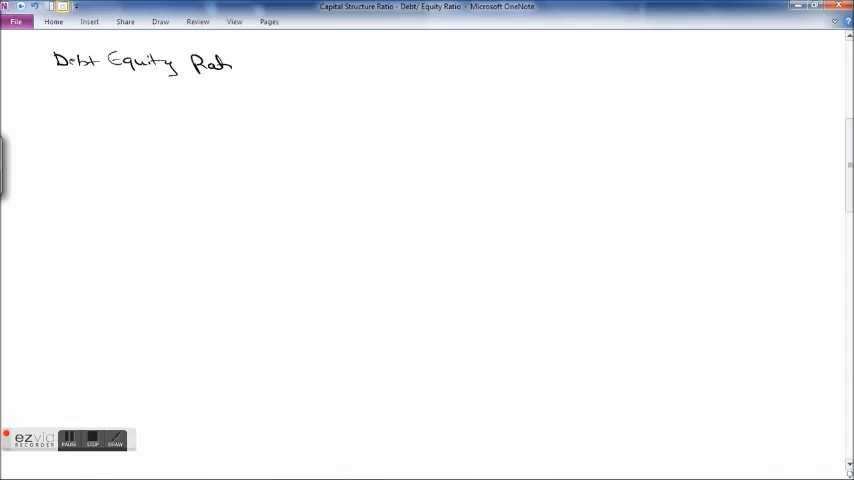 Capital Structure Ratio - Debt/ Equity Ratio - Microsoft OneNote
File Home Insert Share Draw Review View Pages
Debt Equity Rati
ezvid
RECORDER
PAUSE STOP DRAW